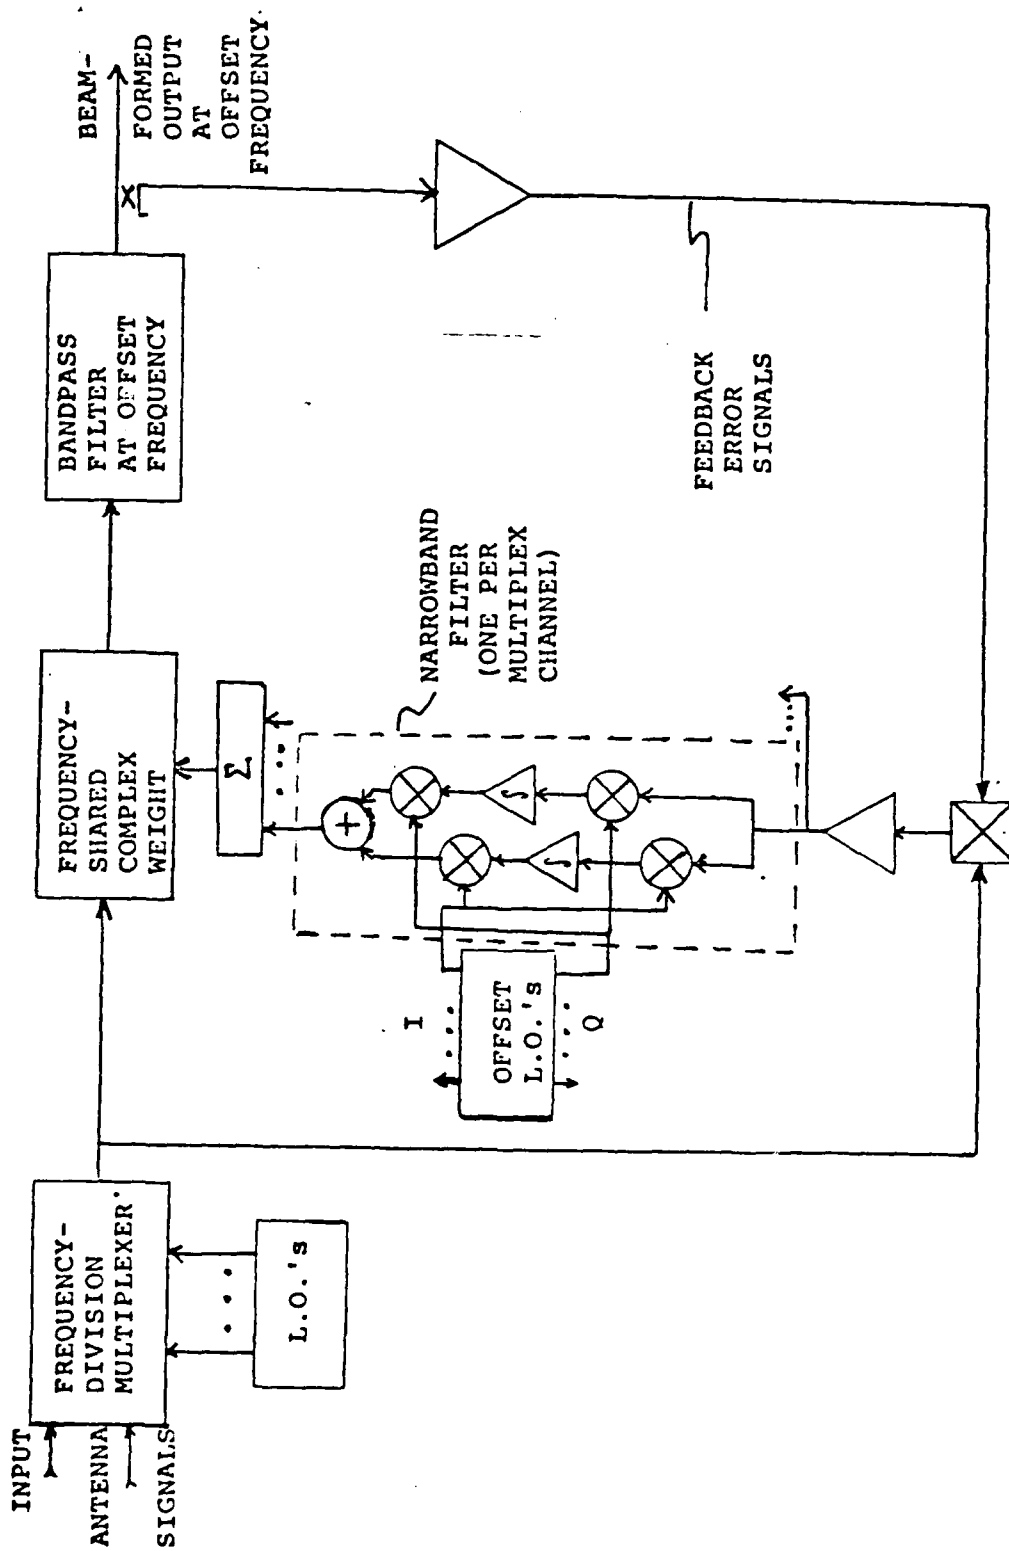 INPUT
ANTENNA
SIGNALS
FREQUENCY-
DIVISION
MULTIPLEXER
L.O.'s
FREQUENCY-
SHARED
COMPLEX
WEIGHT
Σ
BANDPASS
FILTER
AT OFFSET
FREQUENCY
BEAM-
FORMED
OUTPUT
AT
OFFSET
FREQUENCY
I
OFFSET
L.O.'s
Q
NARROWBAND
FILTER
(ONE PER
MULTIPLEX
CHANNEL)
FEEDBACK
ERROR
SIGNALS